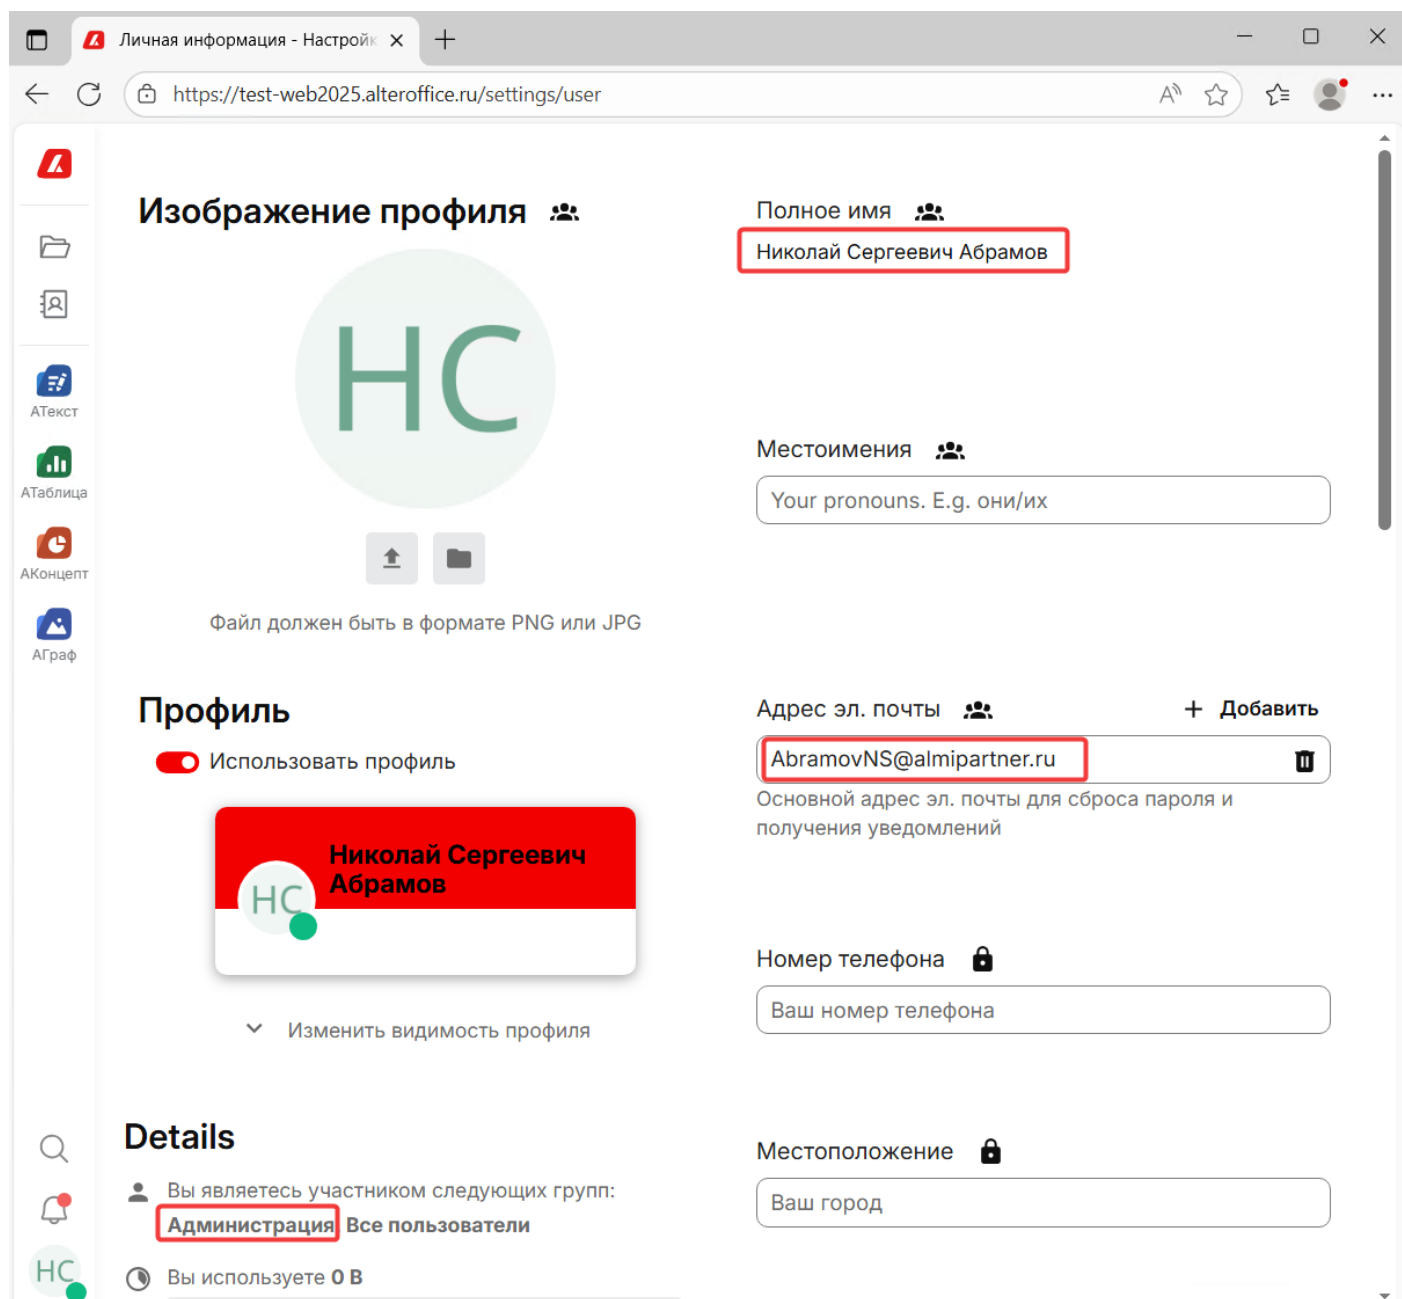 Личная информация - Настройк
https://test-web2025.alteroffice.ru/settings/user
Изображение профиля
НС
Файл должен быть в формате PNG или JPG
Полное имя
Николай Сергеевич Абрамов
Местоимения
Your pronouns. E.g. они/их
АТекст
АТаблица
АКонцепт
АГраф
Профиль
Использовать профиль
Николай Сергеевич
Абрамов
НС
Изменить видимость профиля
Адрес эл. почты
+ Добавить
AbramovNS@almipartner.ru
Основной адрес эл. почты для сброса пароля и
получения уведомлений
Номер телефона
Ваш номер телефона
Details
Вы являетесь участником следующих групп:
Администрация Все пользователи
Вы используете 0 B
Местоположение
Ваш город
НС